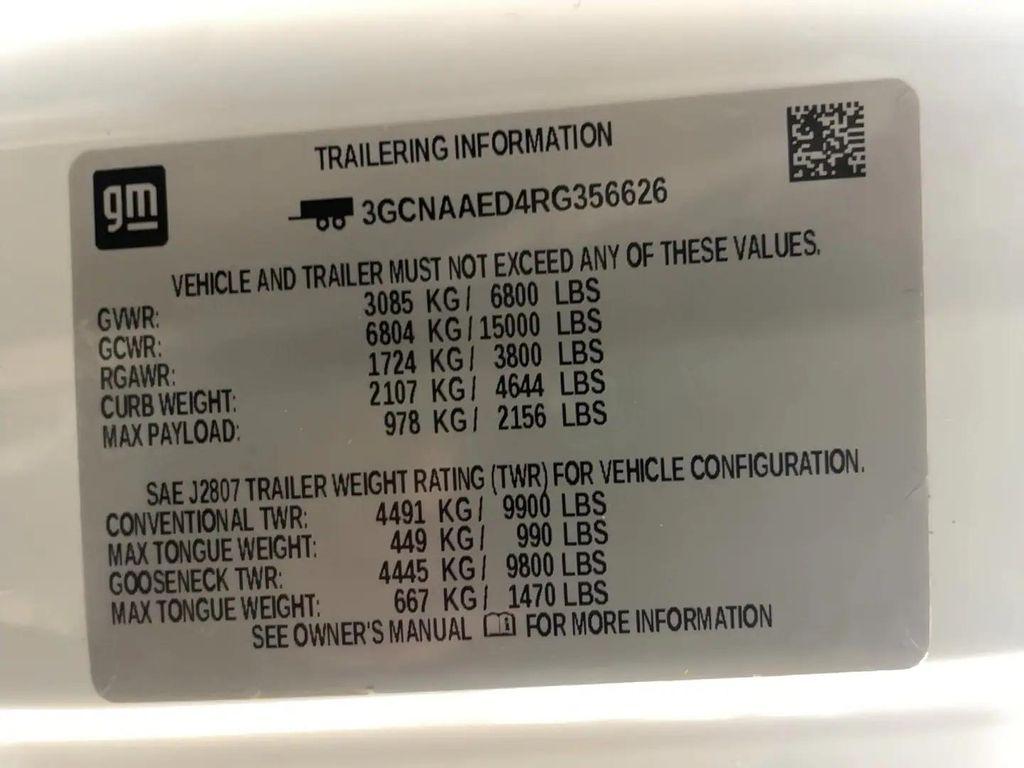 TRAILERING INFORMATION
gm
3GCNAAED4RG356626
VEHICLE AND TRAILER MUST NOT EXCEED ANY OF THESE VALUES.
GVWR: 3085 KG/ 6800 LBS
GCWR: 6804 KG/15000 LBS
RGAWR: 1724 KG/ 3800 LBS
CURB WEIGHT: 2107 KG/ 4644 LBS
MAX PAYLOAD: 978 KG/ 2156 LBS
SAE J2807 TRAILER WEIGHT RATING (TWR) FOR VEHICLE CONFIGURATION.
CONVENTIONAL TWR: 4491 KG/ 9900 LBS
MAX TONGUE WEIGHT: 449 KG/ 990 LBS
GOOSENECK TWR: 4445 KG/ 9800 LBS
MAX TONGUE WEIGHT: 667 KG/ 1470 LBS
SEE OWNER'S MANUAL FOR MORE INFORMATION